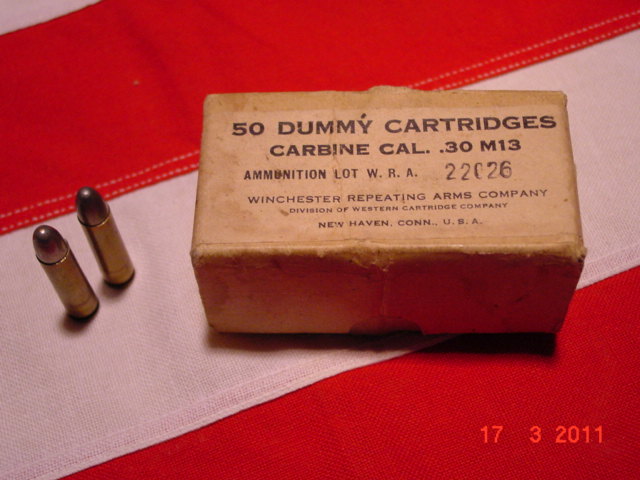 50 DUMMY CARTRIDGES
CARBINE CAL. .30 M13
AMMUNITION LOT W. R. A. 22026
WINCHESTER REPEATING ARMS COMPANY
DIVISION OF WESTERN CARTRIDGE COMPANY
NEW HAVEN, CONN., U. S. A.
17 3 2011